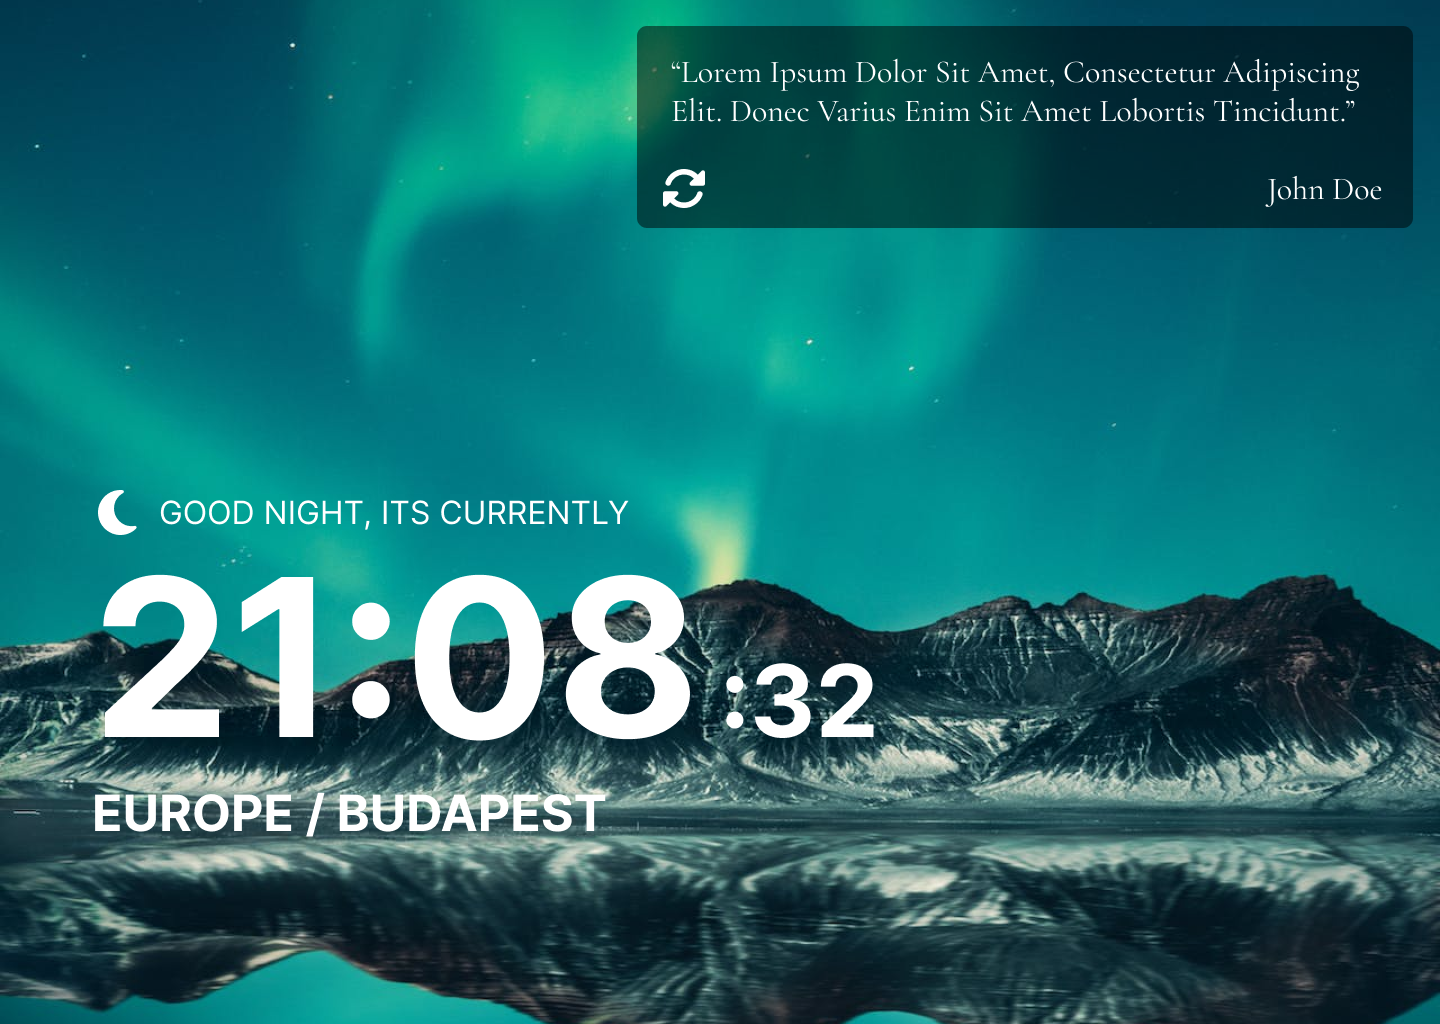 “Lorem Ipsum Dolor Sit Amet, Consectetur Adipiscing
Elit. Donec Varius Enim Sit Amet Lobortis Tincidunt.”
John Doe
GOOD NIGHT, ITS CURRENTLY
21:08 :32
EUROPE / BUDAPEST